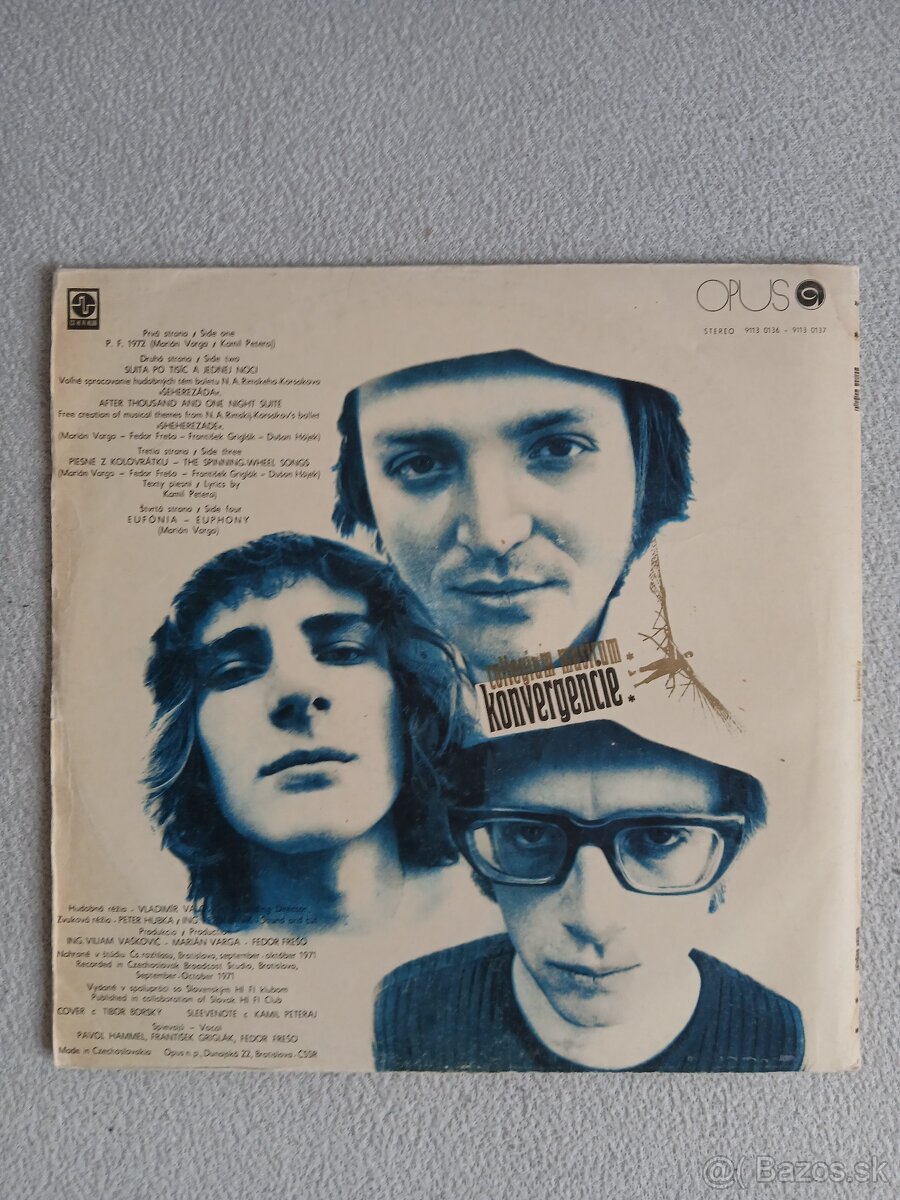 OPUS
STEREO 9113 0136 - 9113 0137
Prvá strana / Side one
P. F. 1972 (Marián Varga / Kamil Peteraj)
Druhá strana / Side two
SUITA PO TISÍC A JEDNEJ NOCI
Voľné spracovanie hudobných tém baletu N. A. Rimského-Korsakova
»ŠEHEREZÁDA«.
AFTER THOUSAND AND ONE NIGHT SUITE
Free creation of musical themes from N. A. Rimskij-Korsakov's ballet
»SHEHEREZADE«.
(Marián Varga – Fedor Frešo – František Griglák – Dušan Hájek)
Tretia strana / Side three
PIESNE Z KOLOVRÁTKU – THE SPINNING-WHEEL SONGS
(Marián Varga – Fedor Frešo – František Griglák – Dušan Hájek)
Texty piesní / Lyrics by
Kamil Peteraj
Štvrtá strana / Side four
EUFÓNIA – EUPHONY
(Marián Varga)
collegium musicum
konvergencie
collegium musicum
Hudobná réžia - VLADIMÍR Director
Zvuková réžia - PETER HUBKA / ING Sound and cut
Produkcia / Production
ING. VILIAM VAŠKOVIČ - MARIÁN VARGA - FEDOR FREŠO
Nahrané v štúdiu Čs. rozhlasu, Bratislava, september - október 1971
Recorded in Czechoslovak Broadcast Studio, Bratislava,
September-October 1971
Vydané v spolupráci so Slovenským HI FI klubom
Published in collaboration of Slovak HI FI Club
COVER c TIBOR BORSKÝ SLEEVENOTE c KAMIL PETERAJ
Spievajú – Vocal
PAVOL HAMMEL, FRANTIŠEK GRIGLÁK, FEDOR FREŠO
Made in Czechoslovakia Opus n. p., Dunajská 22, Bratislava - ČSSR
@( Bazos.sk